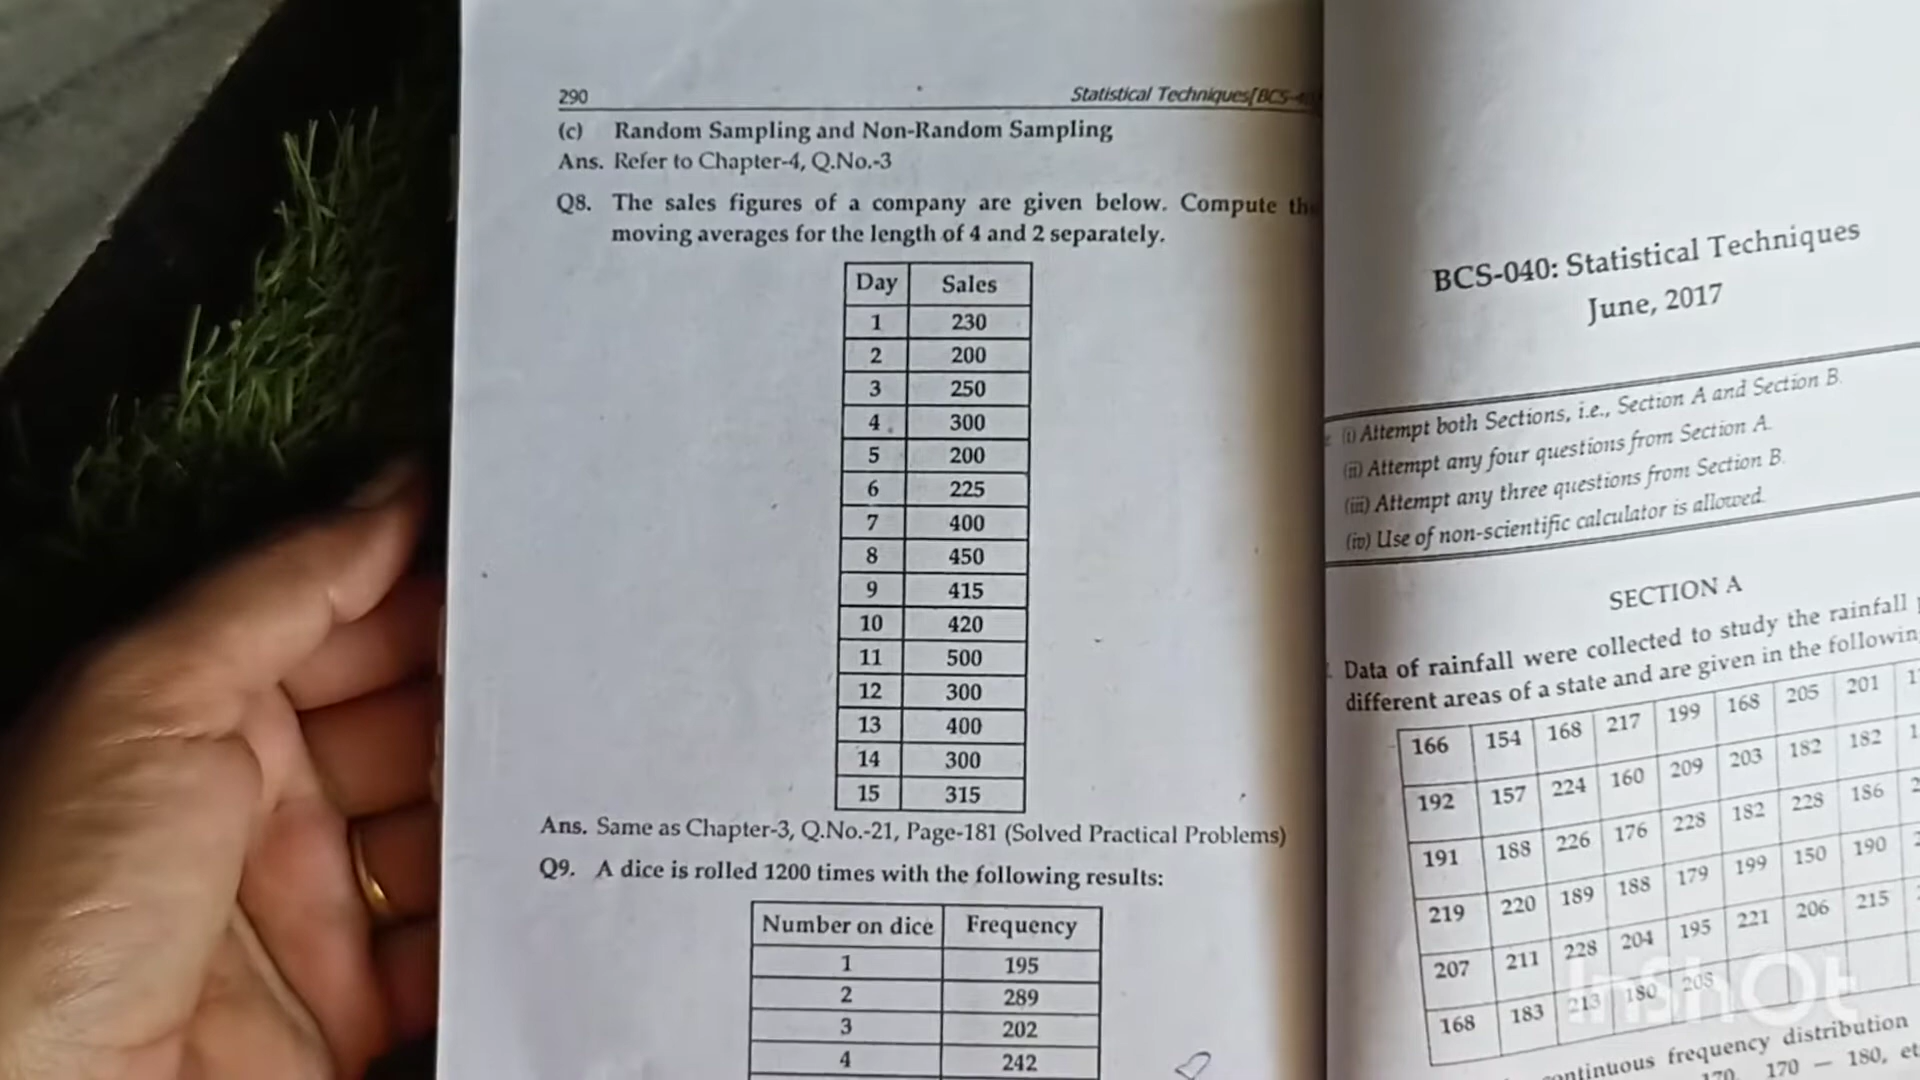 290
Statistical Techniques[BCS-
(c) Random Sampling and Non-Random Sampling
Ans. Refer to Chapter-4, Q.No.-3
Q8. The sales figures of a company are given below. Compute the
moving averages for the length of 4 and 2 separately.
Day Sales
1 230
2 200
3 250
4 300
5 200
6 225
7 400
8 450
9 415
10 420
11 500
12 300
13 400
14 300
15 315
Ans. Same as Chapter-3, Q.No.-21, Page-181 (Solved Practical Problems)
Q9. A dice is rolled 1200 times with the following results:
Number on dice Frequency
1 195
2 289
3 202
4 242
BCS-040: Statistical Techniques
June, 2017
(i) Attempt both Sections, i.e., Section A and Section B.
(ii) Attempt any four questions from Section A.
(iii) Attempt any three questions from Section B.
(iv) Use of non-scientific calculator is allowed.
SECTION A
Data of rainfall were collected to study the rainfall
different areas of a state and are given in the
166 154 168 217 199 168 205 201
192 157 224 160 209 203 182 182
191 188 226 176 228 182 228 186
219 220 189 188 179 199 150 190
207 211 228 204 195 221 206 215
168 183 213 180 205
frequency distribution
170 — 180,
InShOt